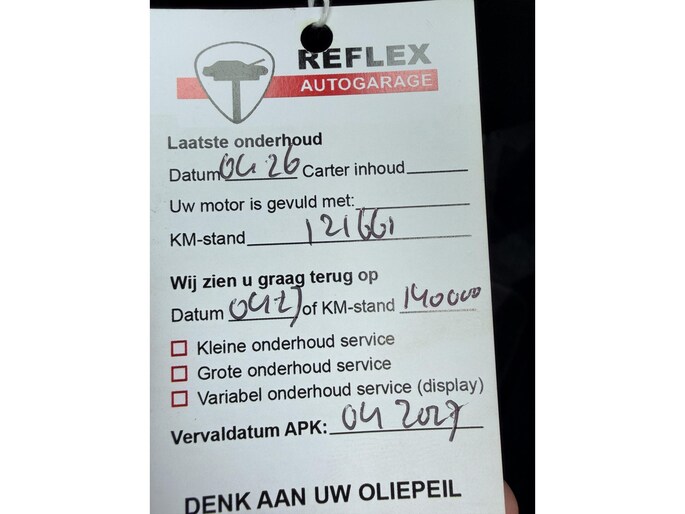 REFLEX
AUTOGARAGE
Laatste onderhoud
Datum 04 26 Carter inhoud
Uw motor is gevuld met:
KM-stand 121661
Wij zien u graag terug op
Datum 04 27 of KM-stand 140000
Kleine onderhoud service
Grote onderhoud service
Variabel onderhoud service (display)
Vervaldatum APK: 04 2027
DENK AAN UW OLIEPEIL